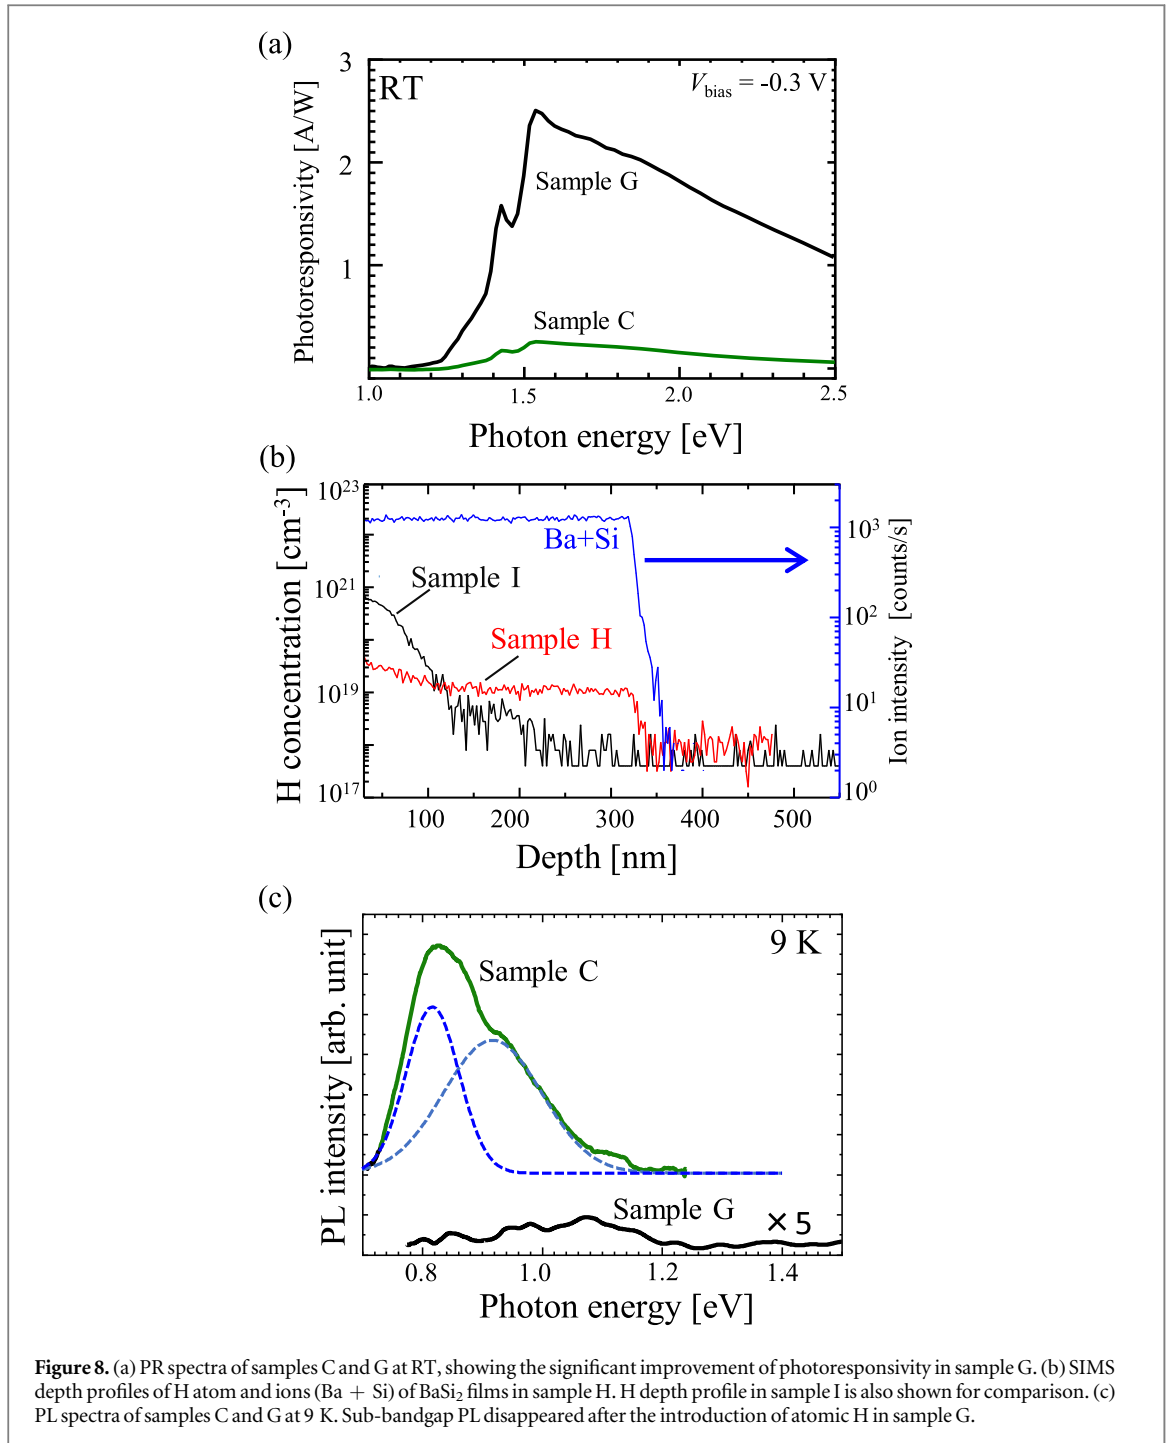 (a)
3
2
1
Photoresponsivity [A/W]
RT
V_bias = -0.3 V
Sample G
Sample C
1.0 1.5 2.0 2.5
Photon energy [eV]
(b)
10^23
10^21
10^19
10^17
H concentration [cm^-3]
Ba+Si
Sample I
Sample H
10^3
10^2
10^1
10^0
Ion intensity [counts/s]
100 200 300 400 500
Depth [nm]
(c)
PL intensity [arb. unit]
9 K
Sample C
Sample G
×5
0.8 1.0 1.2 1.4
Photon energy [eV]
Figure 8. (a) PR spectra of samples C and G at RT, showing the significant improvement of photoresponsivity in sample G. (b) SIMS
depth profiles of H atom and ions (Ba + Si) of BaSi₂ films in sample H. H depth profile in sample I is also shown for comparison. (c)
PL spectra of samples C and G at 9 K. Sub-bandgap PL disappeared after the introduction of atomic H in sample G.